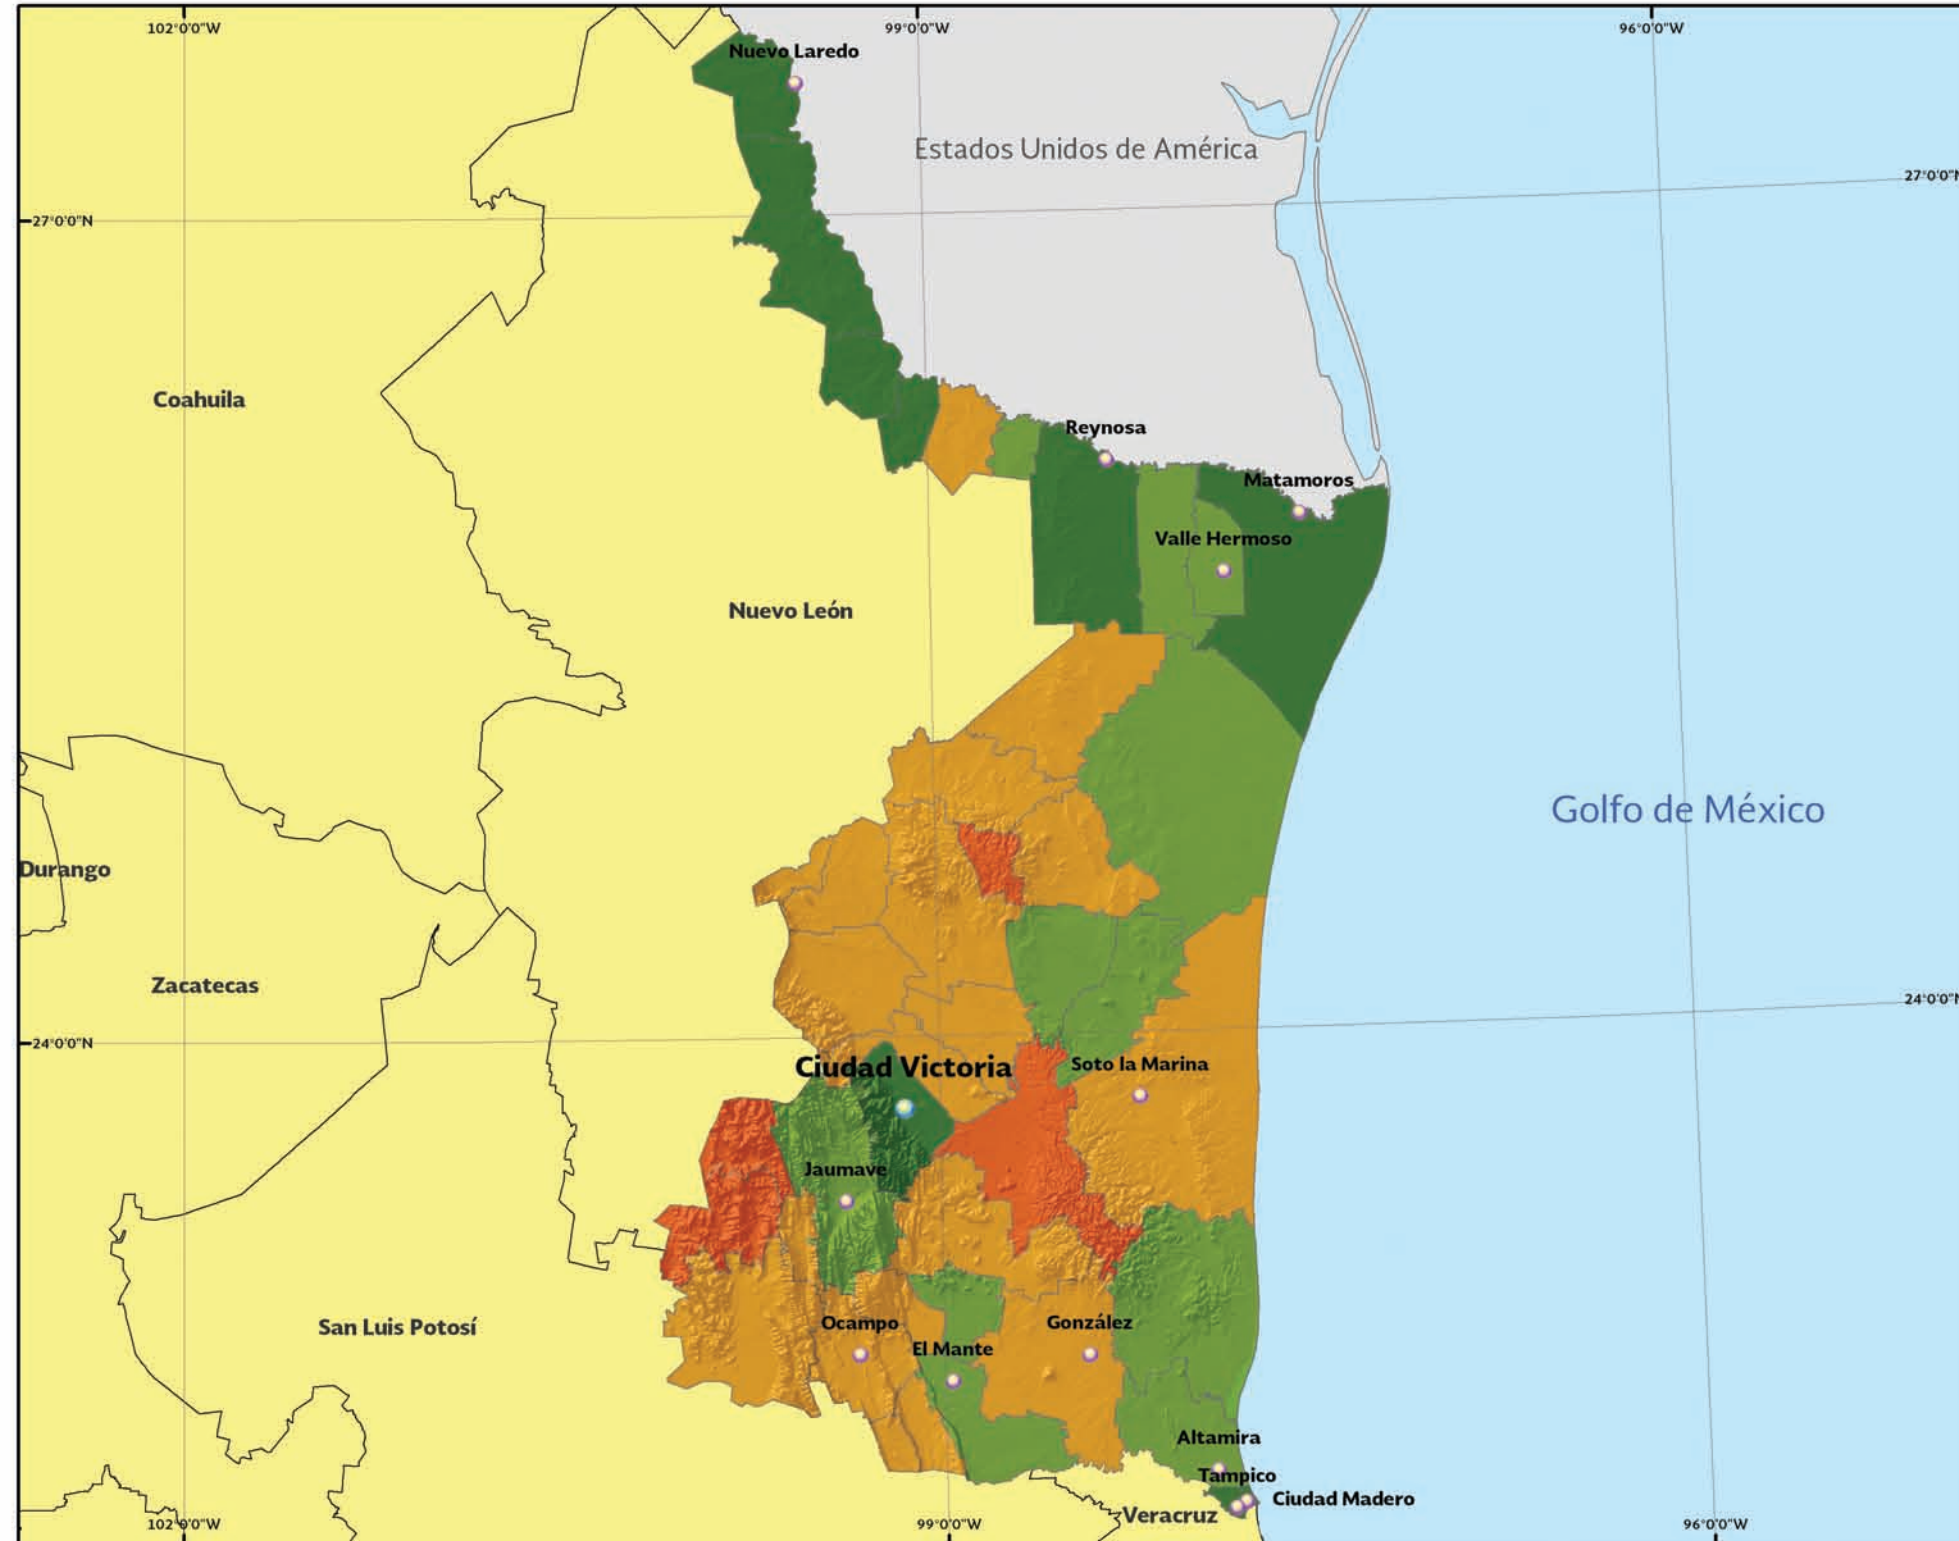 102°0'0"W
99°0'0"W
96°0'0"W
Nuevo Laredo
Estados Unidos de América
27°0'0"N
27°0'0"N
Coahuila
Reynosa
Matamoros
Valle Hermoso
Nuevo León
Golfo de México
Durango
Zacatecas
24°0'0"N
24°0'0"N
Ciudad Victoria
Soto la Marina
Jaumave
San Luis Potosí
Ocampo
González
El Mante
Altamira
Tampico
Ciudad Madero
Veracruz
102°0'0"W
99°0'0"W
96°0'0"W